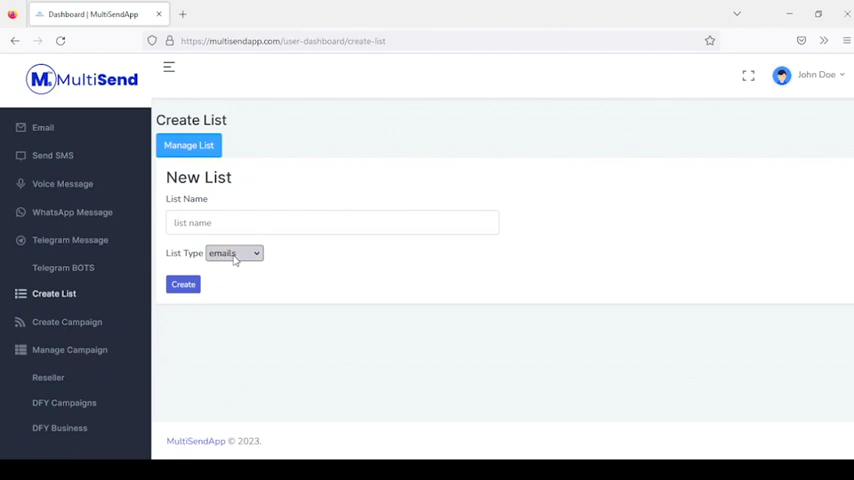 Dashboard | MultiSendApp
https://multisendapp.com/user-dashboard/create-list
M MultiSend
John Doe
Email
Send SMS
Voice Message
WhatsApp Message
Telegram Message
Telegram BOTS
Create List
Create Campaign
Manage Campaign
Reseller
DFY Campaigns
DFY Business
Create List
Manage List
New List
List Name
list name
List Type emails
Create
MultiSendApp © 2023.